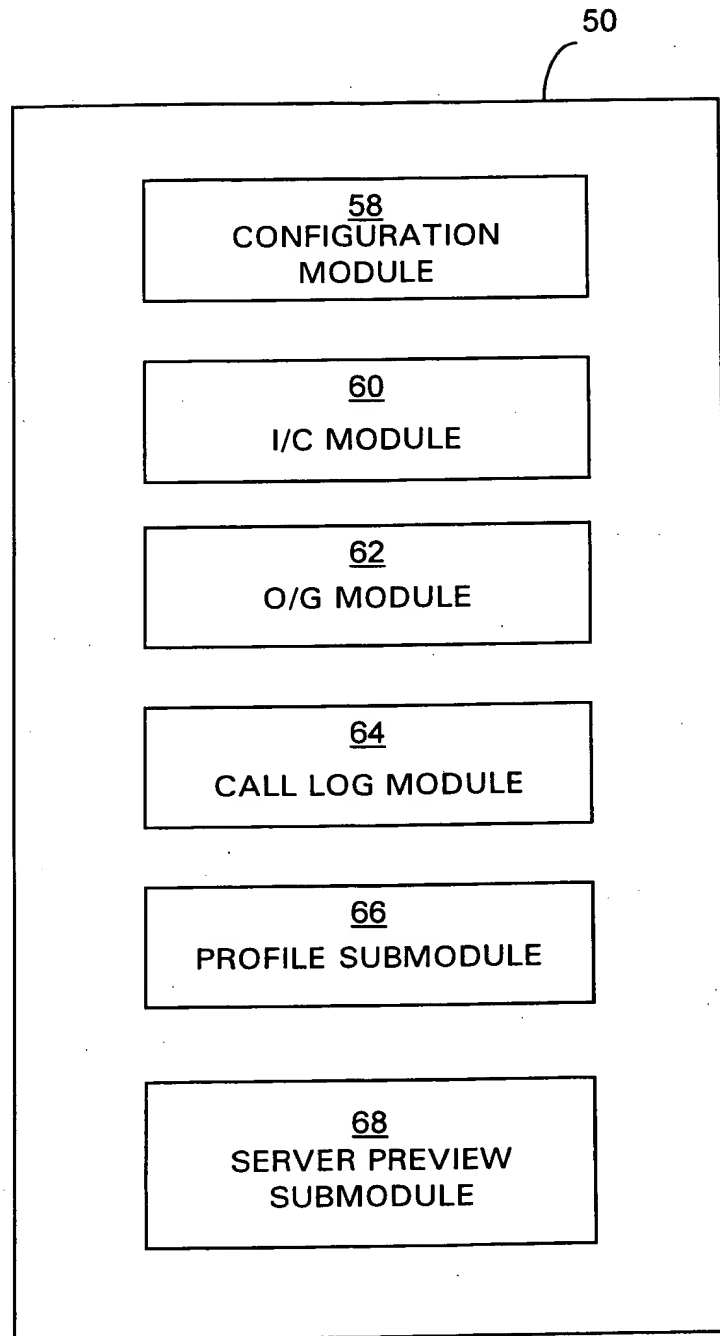 50
58
CONFIGURATION
MODULE
60
I/C MODULE
62
O/G MODULE
64
CALL LOG MODULE
66
PROFILE SUBMODULE
68
SERVER PREVIEW
SUBMODULE